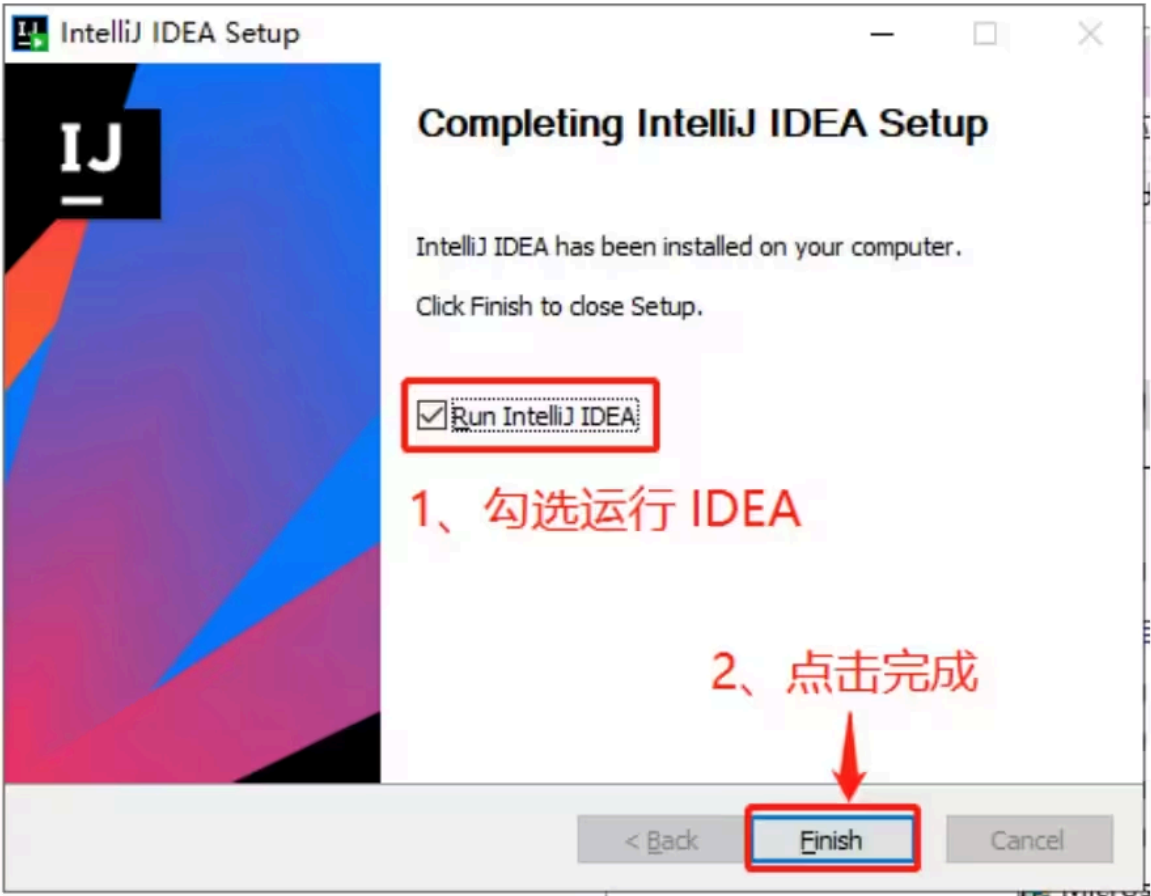 IntelliJ IDEA Setup
IJ
Completing IntelliJ IDEA Setup
IntelliJ IDEA has been installed on your computer.
Click Finish to close Setup.
Run IntelliJ IDEA
1、勾选运行 IDEA
2、点击完成
< Back Finish Cancel